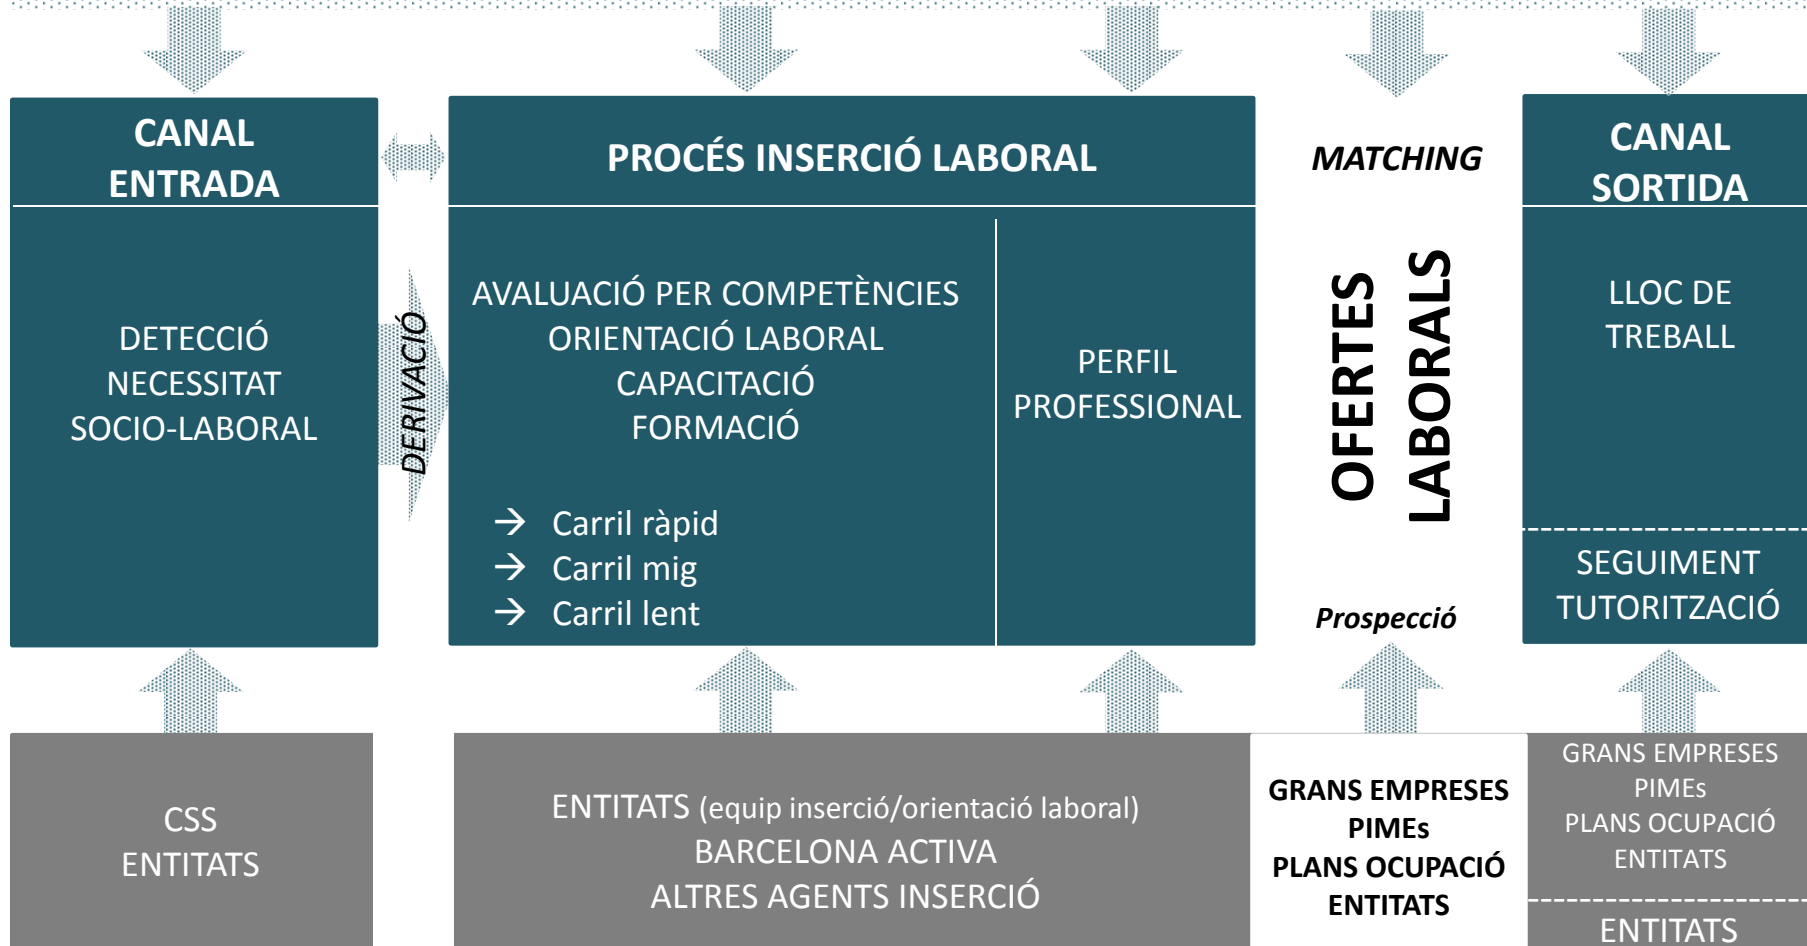 CANAL
ENTRADA
DETECCIÓ
NECESSITAT
SOCIO-LABORAL
DERIVACIÓ
PROCÉS INSERCIÓ LABORAL
AVALUACIÓ PER COMPETÈNCIES
ORIENTACIÓ LABORAL
CAPACITACIÓ
FORMACIÓ
→ Carril ràpid
→ Carril mig
→ Carril lent
PERFIL
PROFESSIONAL
MATCHING
OFERTES
LABORALS
Prospecció
CANAL
SORTIDA
LLOC DE
TREBALL
SEGUIMENT
TUTORITZACIÓ
CSS
ENTITATS
ENTITATS (equip inserció/orientació laboral)
BARCELONA ACTIVA
ALTRES AGENTS INSERCIÓ
GRANS EMPRESES
PIMEs
PLANS OCUPACIÓ
ENTITATS
GRANS EMPRESES
PIMEs
PLANS OCUPACIÓ
ENTITATS
ENTITATS